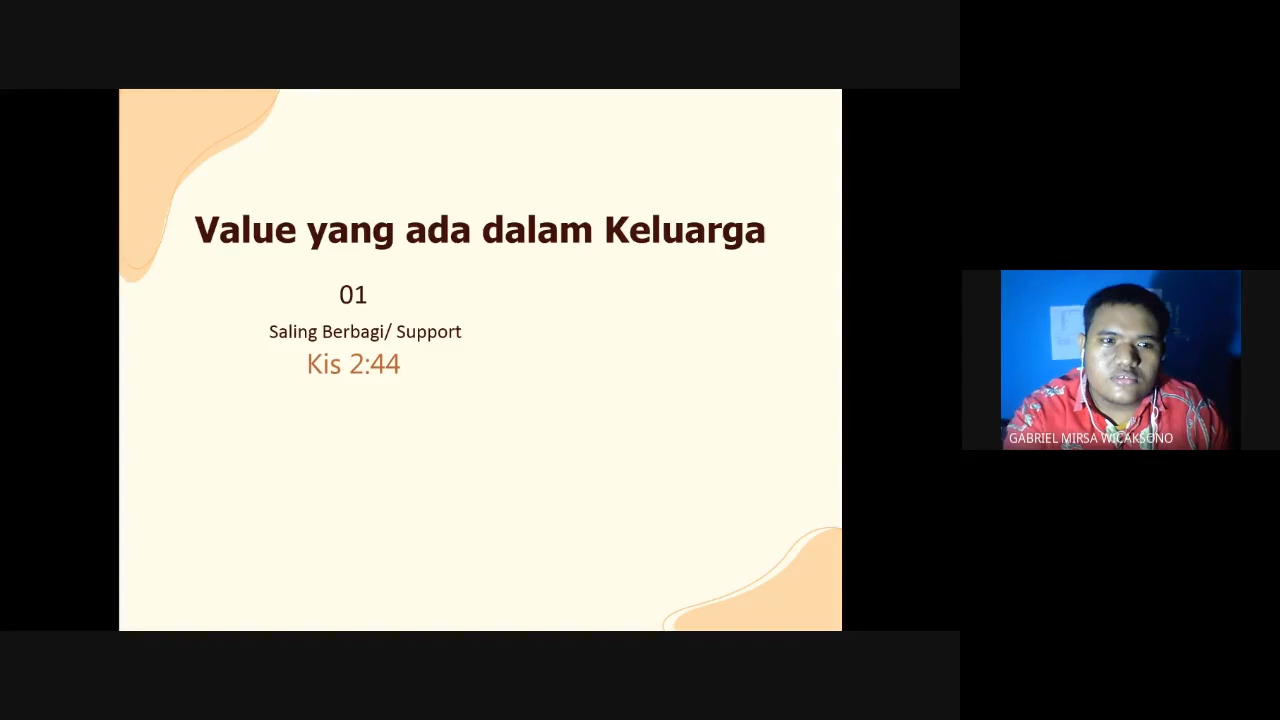 Value yang ada dalam Keluarga
01
Saling Berbagi/ Support
Kis 2:44
GABRIEL MIRSA WICAKSONO